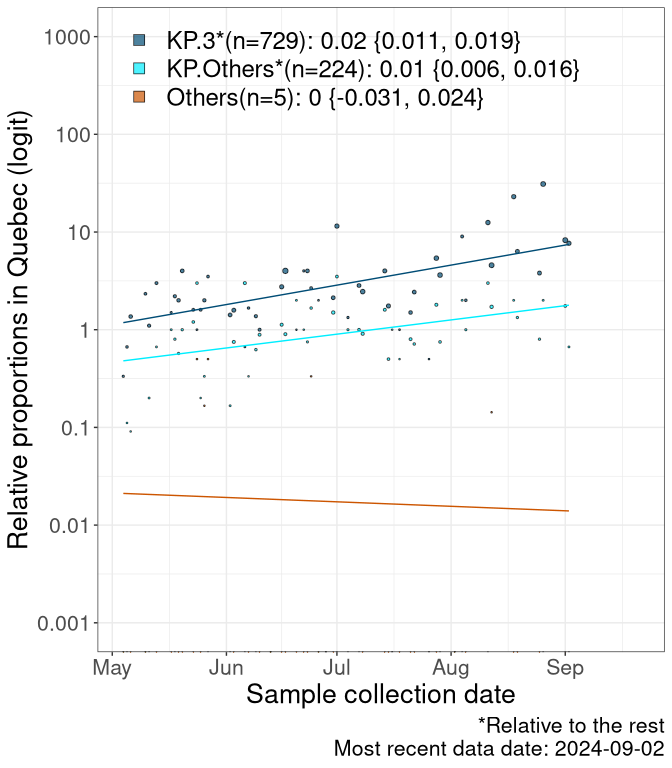 KP.3*(n=729): 0.02 {0.011, 0.019}
KP.Others*(n=224): 0.01 {0.006, 0.016}
Others(n=5): 0 {-0.031, 0.024}
Relative proportions in Quebec (logit)
1000
100
10
1
0.1
0.01
0.001
May Jun Jul Aug Sep
Sample collection date
*Relative to the rest
Most recent data date: 2024-09-02